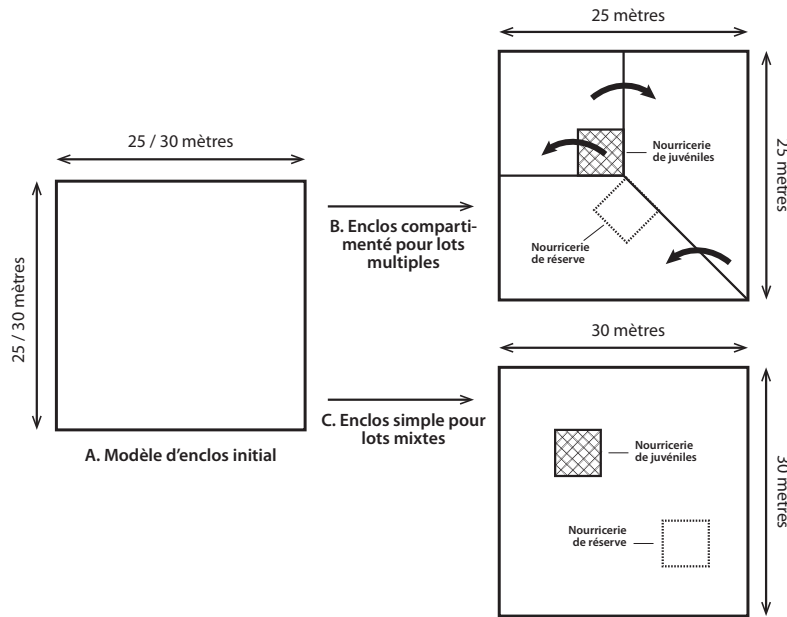 25 / 30 mètres
25 / 30 mètres
A. Modèle d'enclos initial
B. Enclos comparti-
menté pour lots
multiples
C. Enclos simple pour
lots mixtes
25 mètres
25 mètres
Nourricerie
de juvéniles
Nourricerie
de réserve
30 mètres
30 mètres
Nourricerie
de juvéniles
Nourricerie
de réserve